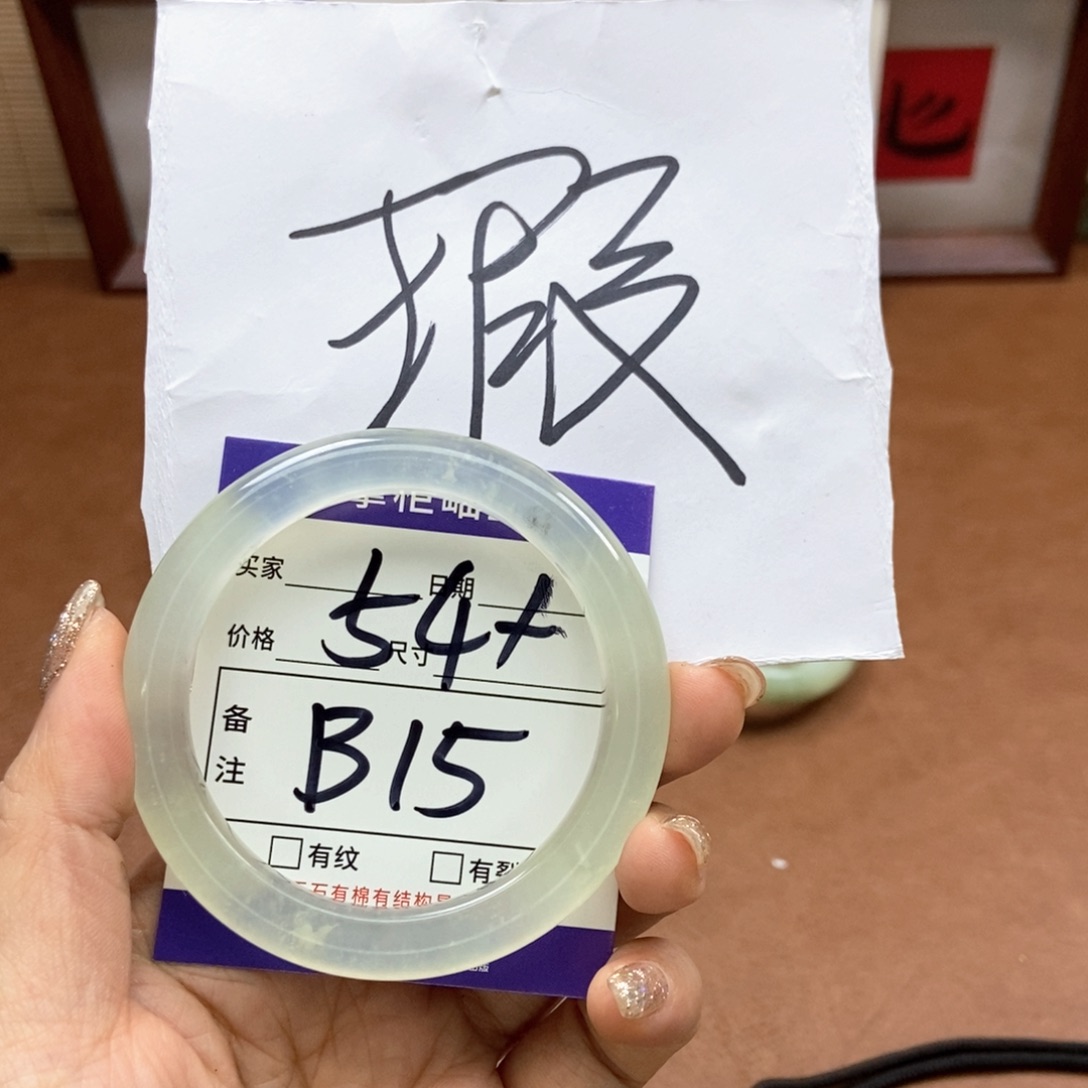 瑕
买家 日期
54+
价格 尺寸
备注
B15
有纹 有裂
石有棉有结构